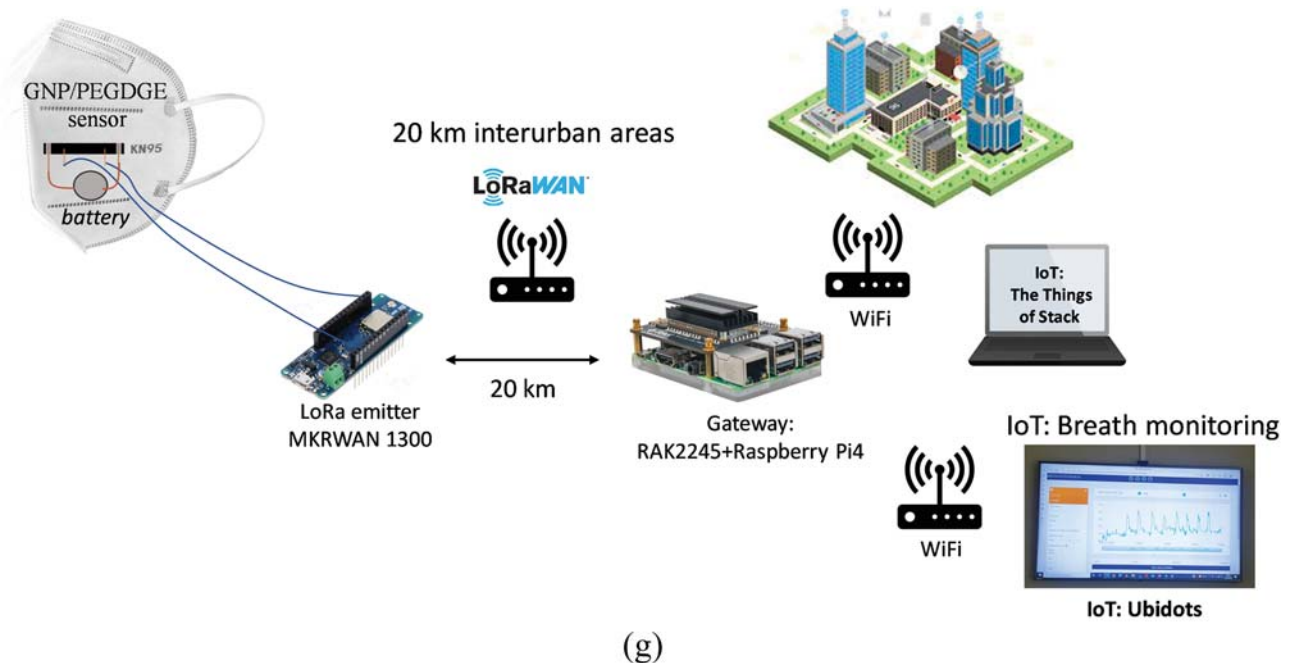 GNP/PEGDGE
sensor
KN95
battery
20 km interurban areas
LoRaWAN
20 km
LoRa emitter
MKRWAN 1300
Gateway:
RAK2245+Raspberry Pi4
WiFi
IoT:
The Things
of Stack
IoT: Breath monitoring
WiFi
IoT: Ubidots
(g)